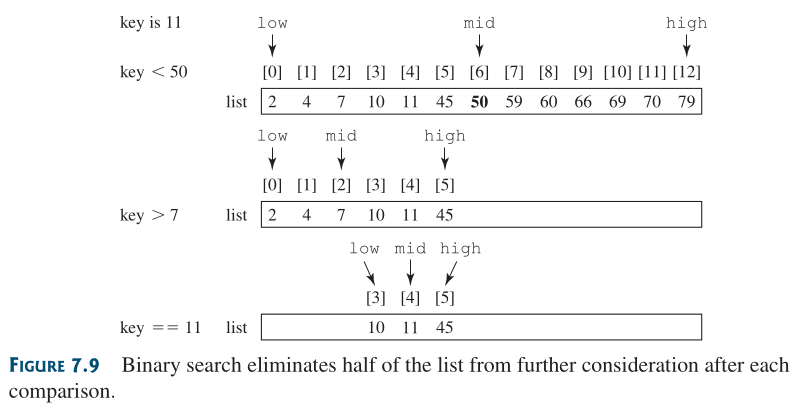 key is 11 low mid high
key < 50 [0] [1] [2] [3] [4] [5] [6] [7] [8] [9] [10] [11] [12]
list 2 4 7 10 11 45 50 59 60 66 69 70 79
low mid high
[0] [1] [2] [3] [4] [5]
key > 7 list 2 4 7 10 11 45
low mid high
[3] [4] [5]
key == 11 list 10 11 45
FIGURE 7.9 Binary search eliminates half of the list from further consideration after each
comparison.